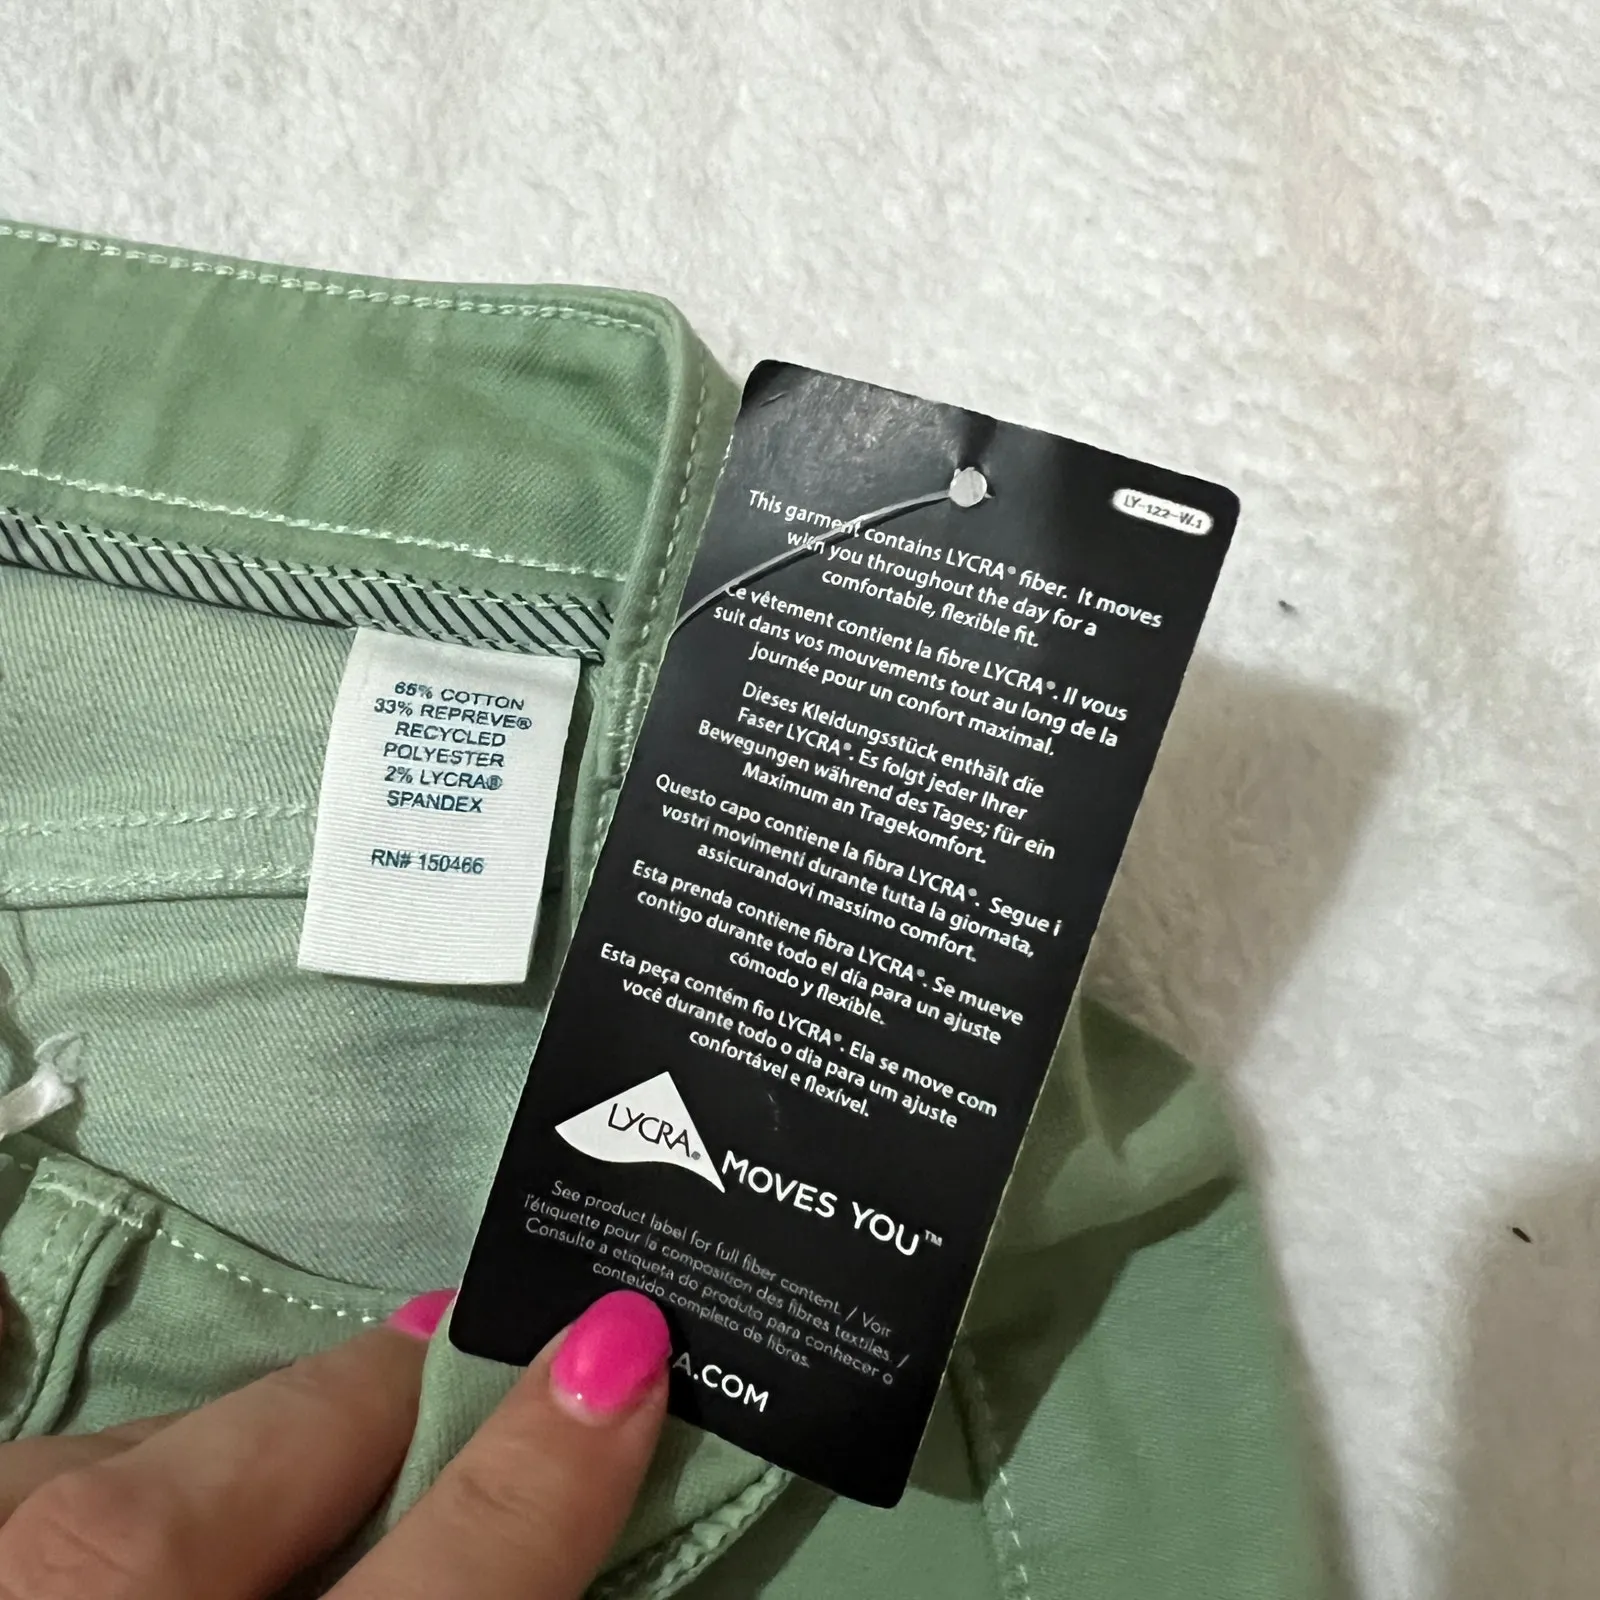 65% COTTON
33% REPREVE®
RECYCLED
POLYESTER
2% LYCRA®
SPANDEX
RN# 150466
LY-122-W.1
This garment contains LYCRA® fiber. It moves
with you throughout the day for a
comfortable, flexible fit.
Ce vêtement contient la fibre LYCRA®. Il vous
suit dans vos mouvements tout au long de la
journée pour un confort maximal.
Dieses Kleidungsstück enthält die
Faser LYCRA®. Es folgt jeder Ihrer
Bewegungen während des Tages; für ein
Maximum an Tragekomfort.
Questo capo contiene la fibra LYCRA®. Segue i
vostri movimenti durante tutta la giornata,
assicurandovi massimo comfort.
Esta prenda contiene fibra LYCRA®. Se mueve
contigo durante todo el día para un ajuste
cómodo y flexible.
Esta peça contém fio LYCRA®. Ela se move com
você durante todo o dia para um ajuste
confortável e flexível.
LYCRA® MOVES YOU™
See product label for full fiber content. / Voir
l'étiquette pour la composition des fibres textiles. /
Consulte a etiqueta do produto para conhecer o
conteúdo completo de fibras.
A.COM